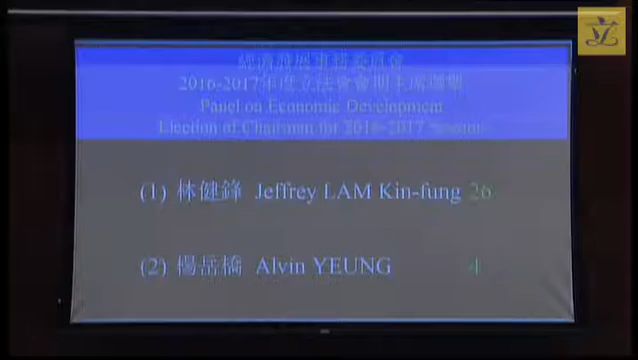 經濟發展事務委員會
2016-2017年度立法會會期主席選舉
Panel on Economic Development
Election of Chairman for 2016-2017 session
(1) 林健鋒 Jeffrey LAM Kin-fung 26
(2) 楊岳橋 Alvin YEUNG 4
立